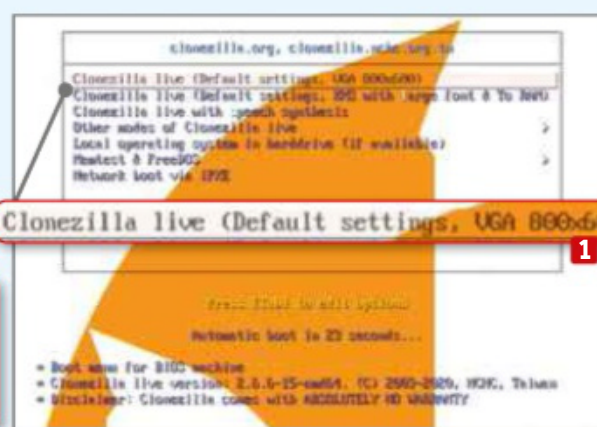 clonezilla.org, clonezilla.nchc.org.tw
Clonezilla live (Default settings, VGA 800x600)
Clonezilla live (Default settings, KMS with large font & To RAM)
Clonezilla live with speech synthesis
Other modes of Clonezilla live >
Local operating system in harddrive (if available)
Memtest & FreeDOS >
Network boot via iPXE
Clonezilla live (Default settings, VGA 800x6
1
Press [Tab] to edit options
Automatic boot in 23 seconds...
* Boot menu for BIOS machine
* Clonezilla live version: 2.6.6-15-amd64. (C) 2003-2020, NCHC, Taiwan
* Disclaimer: Clonezilla comes with ABSOLUTELY NO WARRANTY